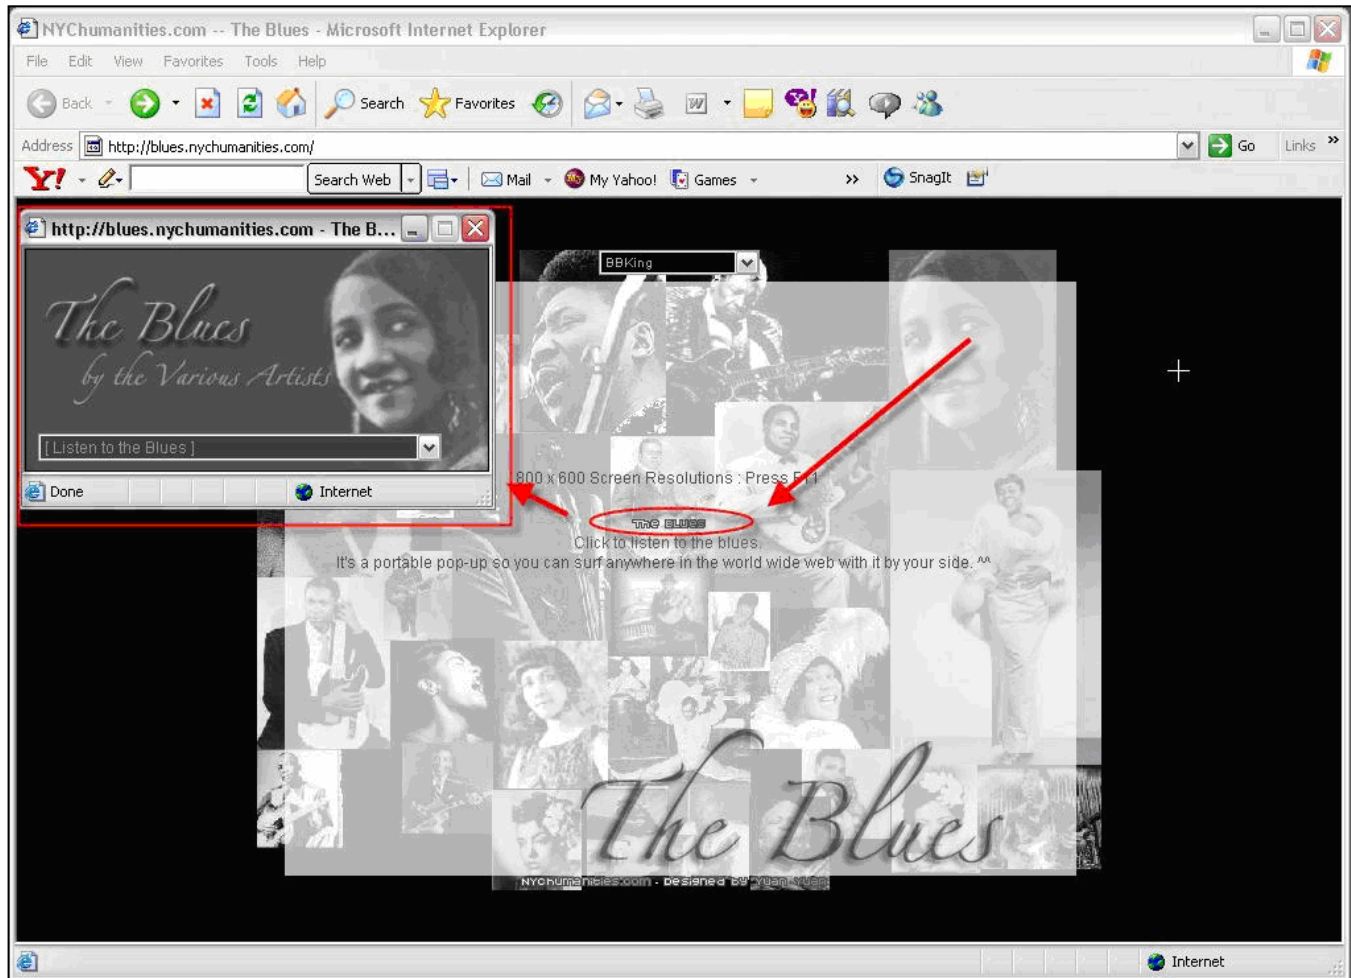 NYChumanities.com -- The Blues - Microsoft Internet Explorer
File Edit View Favorites Tools Help
Back Search Favorites
Address http://blues.nychumanities.com/ Go Links »
Y! Search Web Mail My Yahoo! Games » SnagIt
http://blues.nychumanities.com - The B...
BBKing
The Blues
by the Various Artists
[ Listen to the Blues ]
Done Internet
800 x 600 Screen Resolutions : Press F11
The Blues
Click to listen to the blues.
It's a portable pop-up so you can surf anywhere in the world wide web with it by your side. ^^
The Blues
NYChumanities.com - Designed by Yuan Yuan
Internet